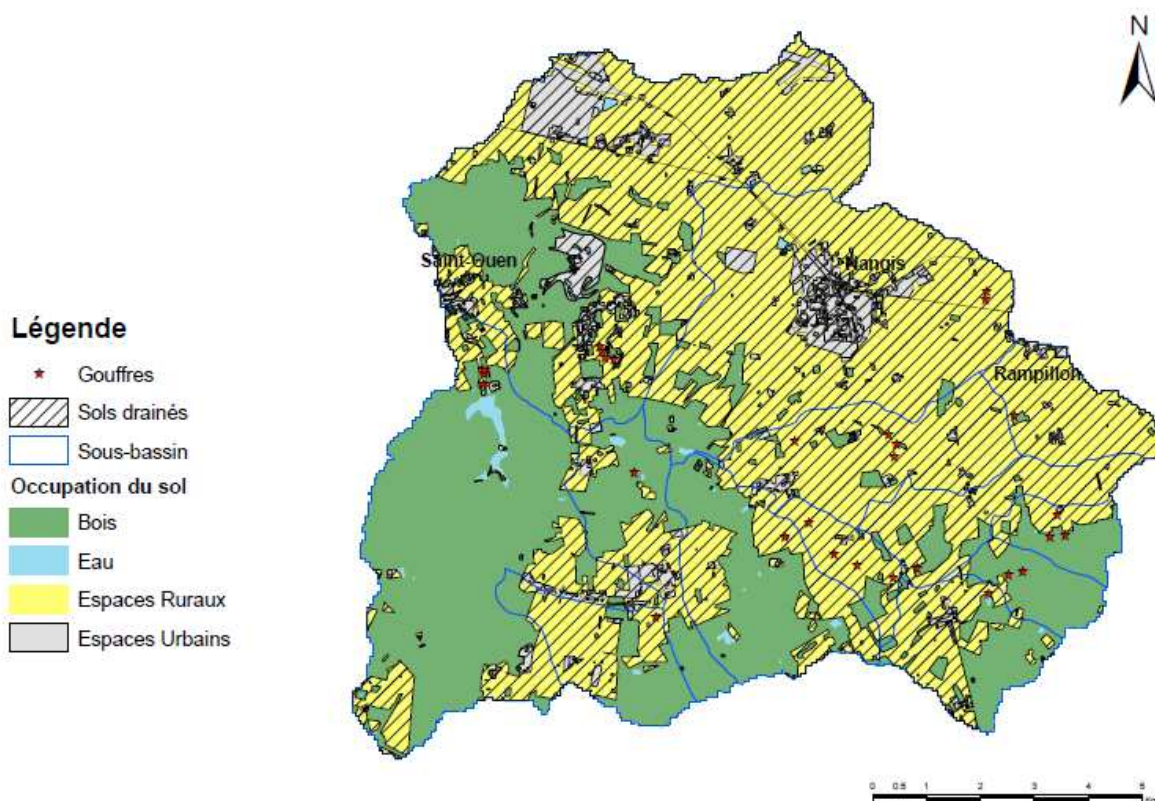 N
Saint-Ouen
Nangis
Rampillon
Légende
Gouffres
Sols drainés
Sous-bassin
Occupation du sol
Bois
Eau
Espaces Ruraux
Espaces Urbains
0 0.5 1 2 3 4 5